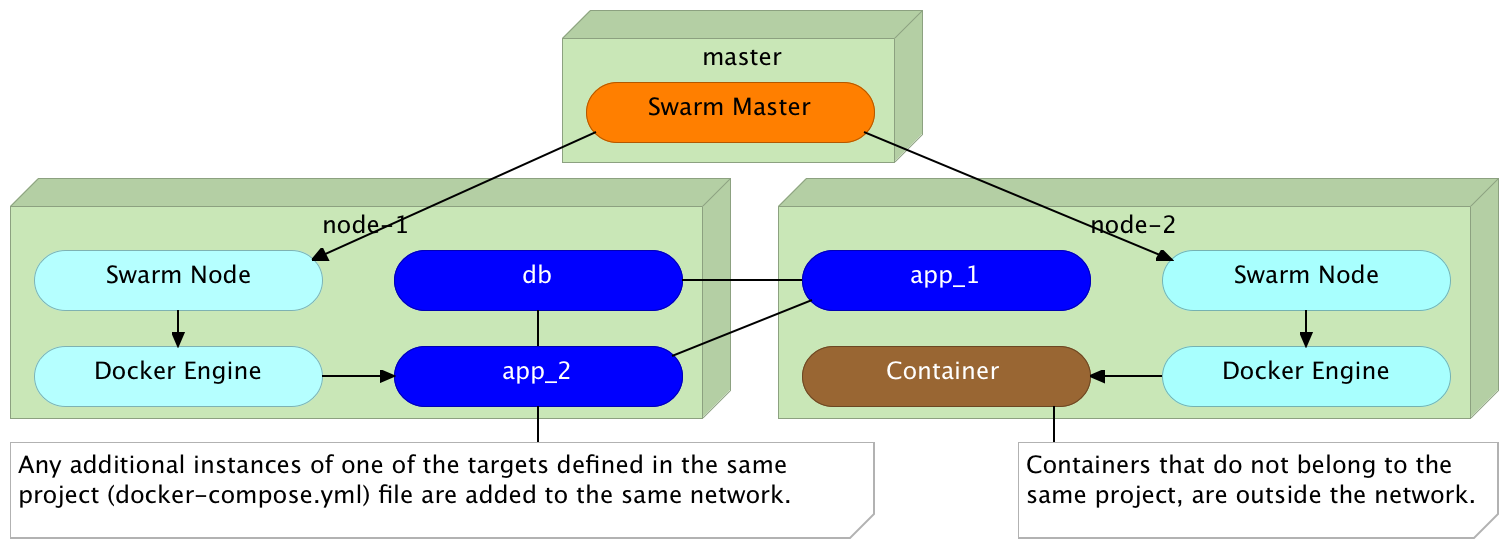 master
Swarm Master
node-1
node-2
Swarm Node
db
app_1
Swarm Node
Docker Engine
app_2
Container
Docker Engine
Any additional instances of one of the targets defined in the same
project (docker-compose.yml) file are added to the same network.
Containers that do not belong to the
same project, are outside the network.